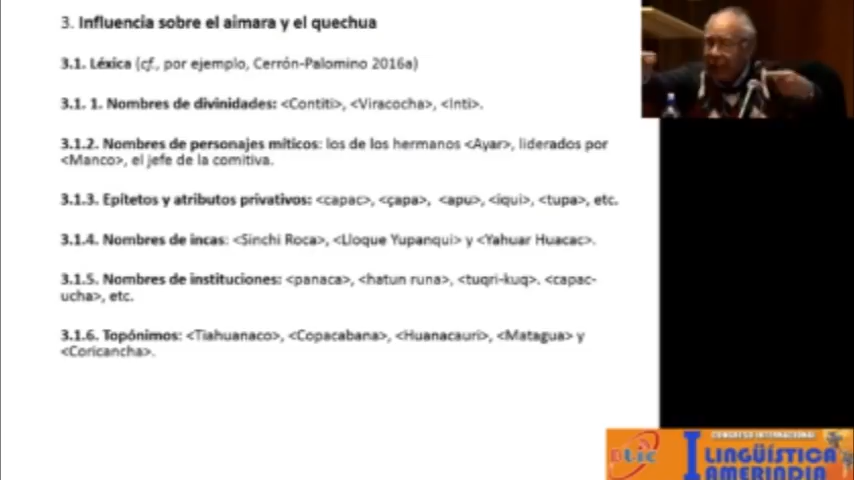 3. Influencia sobre el aimara y el quechua
3.1. Léxica (cf., por ejemplo, Cerrón-Palomino 2016a)
3.1. 1. Nombres de divinidades: <Contiti>, <Viracocha>, <Inti>.
3.1.2. Nombres de personajes míticos: los de los hermanos <Ayar>, liderados por
<Manco>, el jefe de la comitiva.
3.1.3. Epítetos y atributos privativos: <capac>, <çapa>, <apu>, <iqui>, <tupa>, etc.
3.1.4. Nombres de incas: <Sinchi Roca>, <Lloque Yupanqui> y <Yahuar Huacac>.
3.1.5. Nombres de instituciones: <panaca>, <hatun runa>, <tuqri-kuq>. <capac-
ucha>, etc.
3.1.6. Topónimos: <Tiahuanaco>, <Copacabana>, <Huanacauri>, <Matagua> y
<Coricancha>.
DLic
I CONGRESO INTERNACIONAL
LINGÜÍSTICA
AMERINDIA